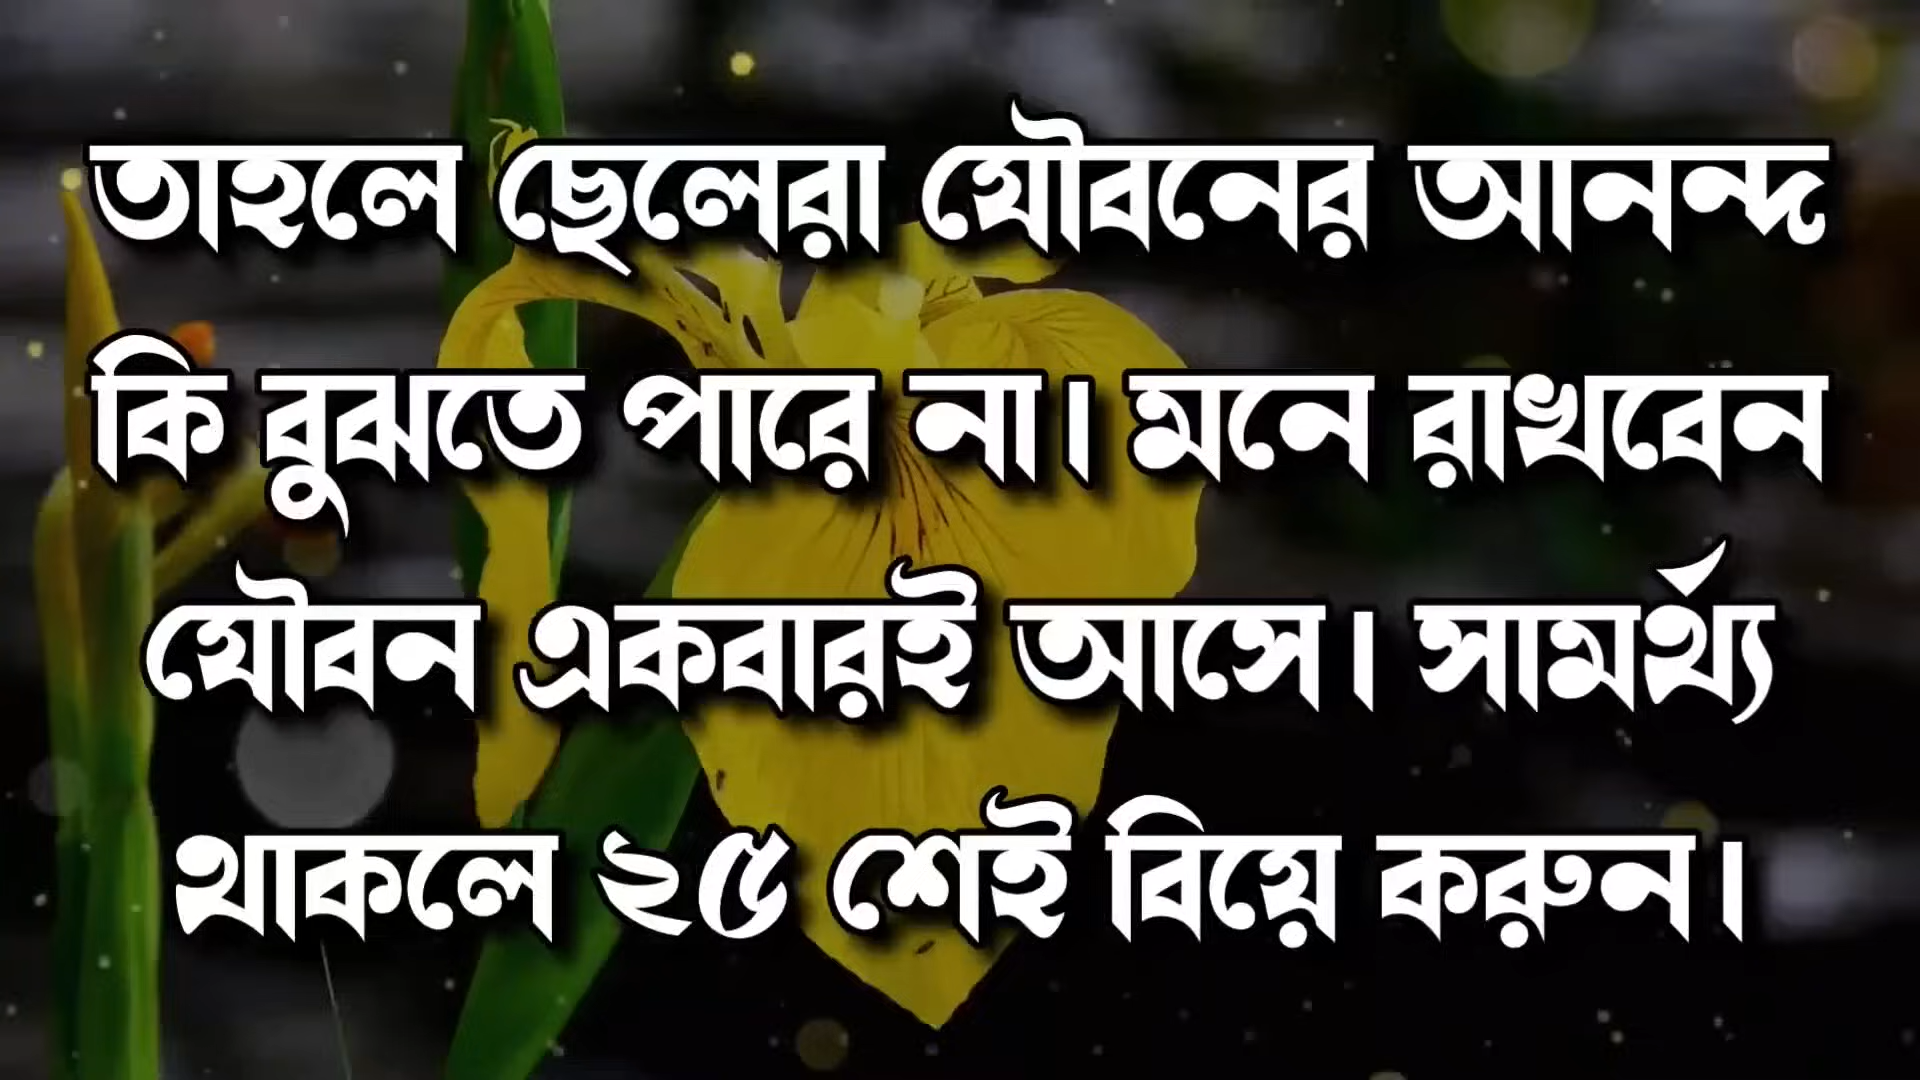 তাহলে ছেলেরা যৌবনের আনন্দ
কি বুঝতে পারে না। মনে রাখবেন
যৌবন একবারই আসে। সামর্থ্য
থাকলে ২৫ শেই বিয়ে করুন।